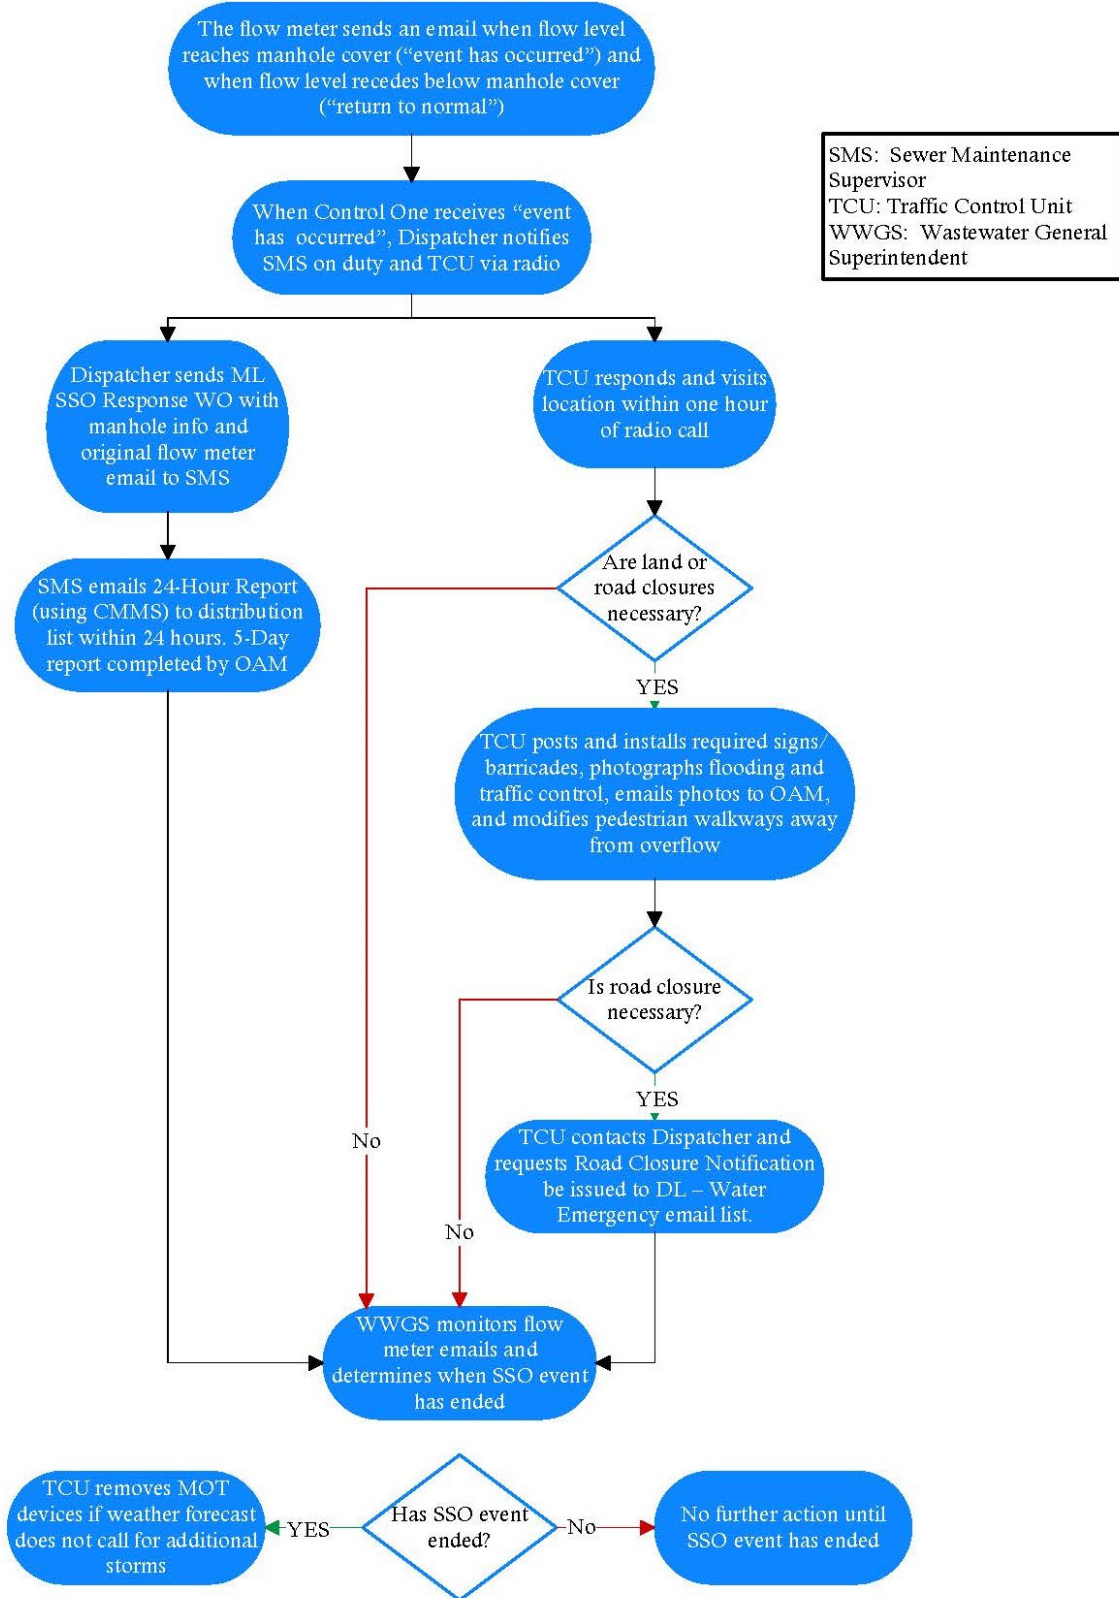 The flow meter sends an email when flow level
reaches manhole cover (“event has occurred”) and
when flow level recedes below manhole cover
(“return to normal”)
SMS:  Sewer Maintenance
Supervisor
TCU: Traffic Control Unit
WWGS:  Wastewater General
Superintendent
When Control One receives “event
has  occurred”, Dispatcher notifies
SMS on duty and TCU via radio
Dispatcher sends ML
SSO Response WO with
manhole info and
original flow meter
email to SMS
TCU responds and visits
location within one hour
of radio call
SMS emails 24-Hour Report
(using CMMS) to distribution
list within 24 hours. 5-Day
report completed by OAM
Are land or
road closures
necessary?
YES
TCU posts and installs required signs/
barricades, photographs flooding and
traffic control, emails photos to OAM,
and modifies pedestrian walkways away
from overflow
Is road closure
necessary?
YES
No
TCU contacts Dispatcher and
requests Road Closure Notification
be issued to DL – Water
Emergency email list.
No
WWGS monitors flow
meter emails and
determines when SSO event
has ended
TCU removes MOT
devices if weather forecast
does not call for additional
storms
YES
Has SSO event
ended?
No
No further action until
SSO event has ended